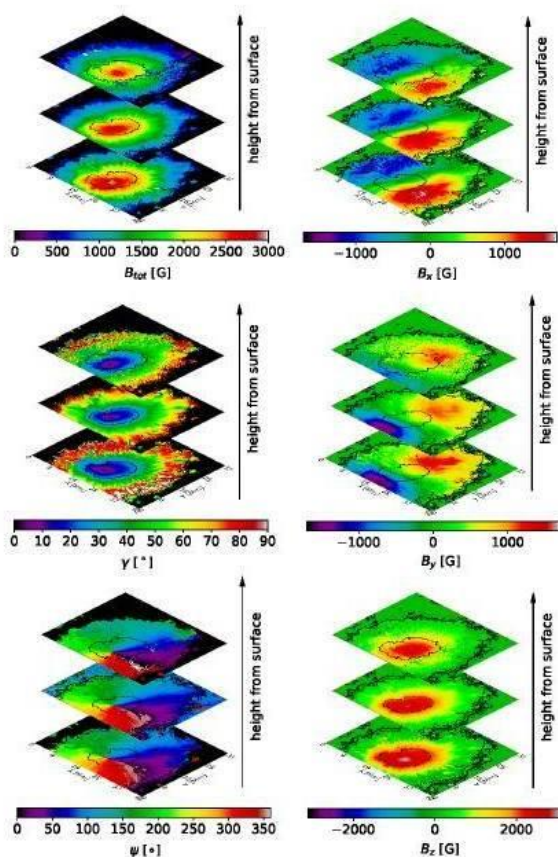 height from surface
height from surface
0 500 1000 1500 2000 2500 3000
B_tot [G]
−1000 0 1000
B_x [G]
height from surface
height from surface
0 10 20 30 40 50 60 70 80 90
γ [°]
−1000 0 1000
B_y [G]
height from surface
height from surface
0 50 100 150 200 250 300 350
ψ [°]
−2000 0 2000
B_z [G]